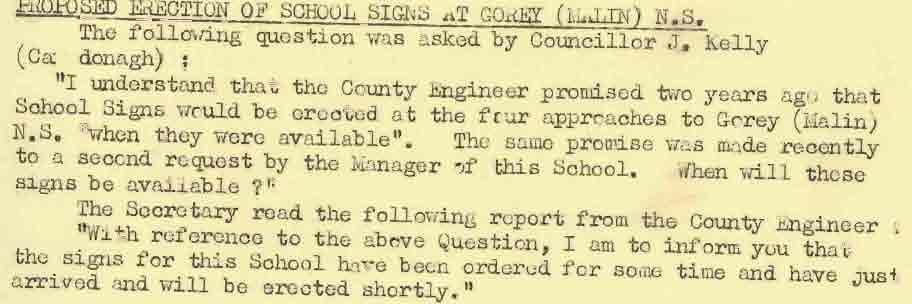 PROPOSED ERECTION OF SCHOOL SIGNS AT GOREY (MALIN) N.S.
The following question was asked by Councillor J. Kelly
(Ca donagh) :
"I understand that the County Engineer promised two years ago that
School Signs would be erected at the four approaches to Gorey (Malin)
N.S. "when they were available". The same promise was made recently
to a second request by the Manager of this School. When will these
signs be available ?"
The Secretary read the following report from the County Engineer :
"With reference to the above Question, I am to inform you that
the signs for this School have been ordered for some time and have just
arrived and will be erected shortly."